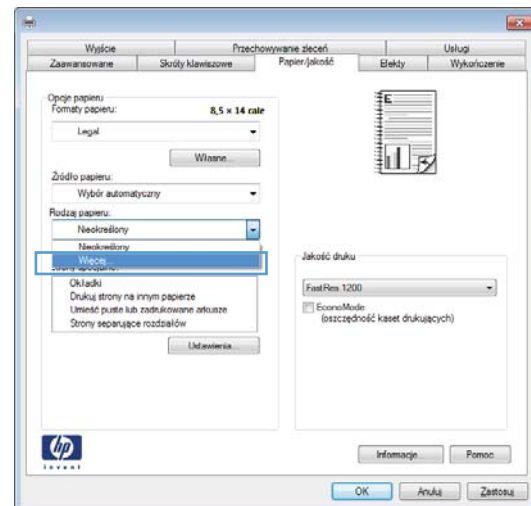 Wyjście Przechowywanie zleceń Usługi
Zaawansowane Skróty klawiszowe Papier/jakość Efekty Wykończenie
Opcje papieru
Formaty papieru: 8,5 × 14 cale
Legal
Własne...
Źródło papieru:
Wybór automatyczny
Rodzaj papieru:
Nieokreślony
Nieokreślony
Więcej...
Strony specjalne:
Okładki
Drukuj strony na innym papierze
Umieść puste lub zadrukowane arkusze
Strony separujące rozdziałów
Ustawienia...
E
Jakość druku
FastRes 1200
EconoMode
(oszczędność kaset drukujących)
hp
invent
Informacje... Pomoc
OK Anuluj Zastosuj